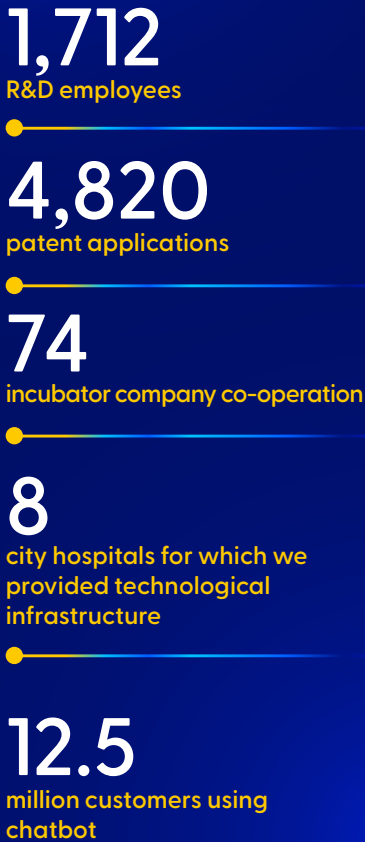 1,712
R&D employees
4,820
patent applications
74
incubator company co-operation
8
city hospitals for which we
provided technological
infrastructure
12.5
million customers using
chatbot